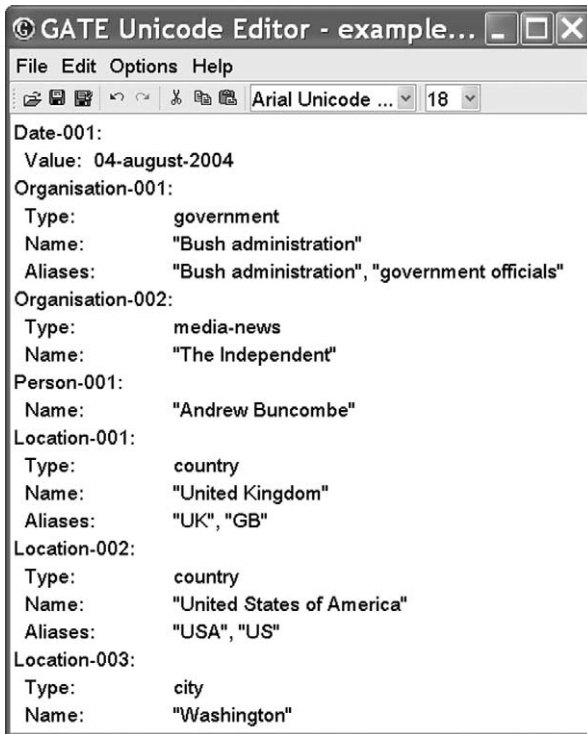 GATE Unicode Editor - example...
File Edit Options Help
Arial Unicode ... 18
Date-001:
Value: 04-august-2004
Organisation-001:
Type: government
Name: "Bush administration"
Aliases: "Bush administration", "government officials"
Organisation-002:
Type: media-news
Name: "The Independent"
Person-001:
Name: "Andrew Buncombe"
Location-001:
Type: country
Name: "United Kingdom"
Aliases: "UK", "GB"
Location-002:
Type: country
Name: "United States of America"
Aliases: "USA", "US"
Location-003:
Type: city
Name: "Washington"